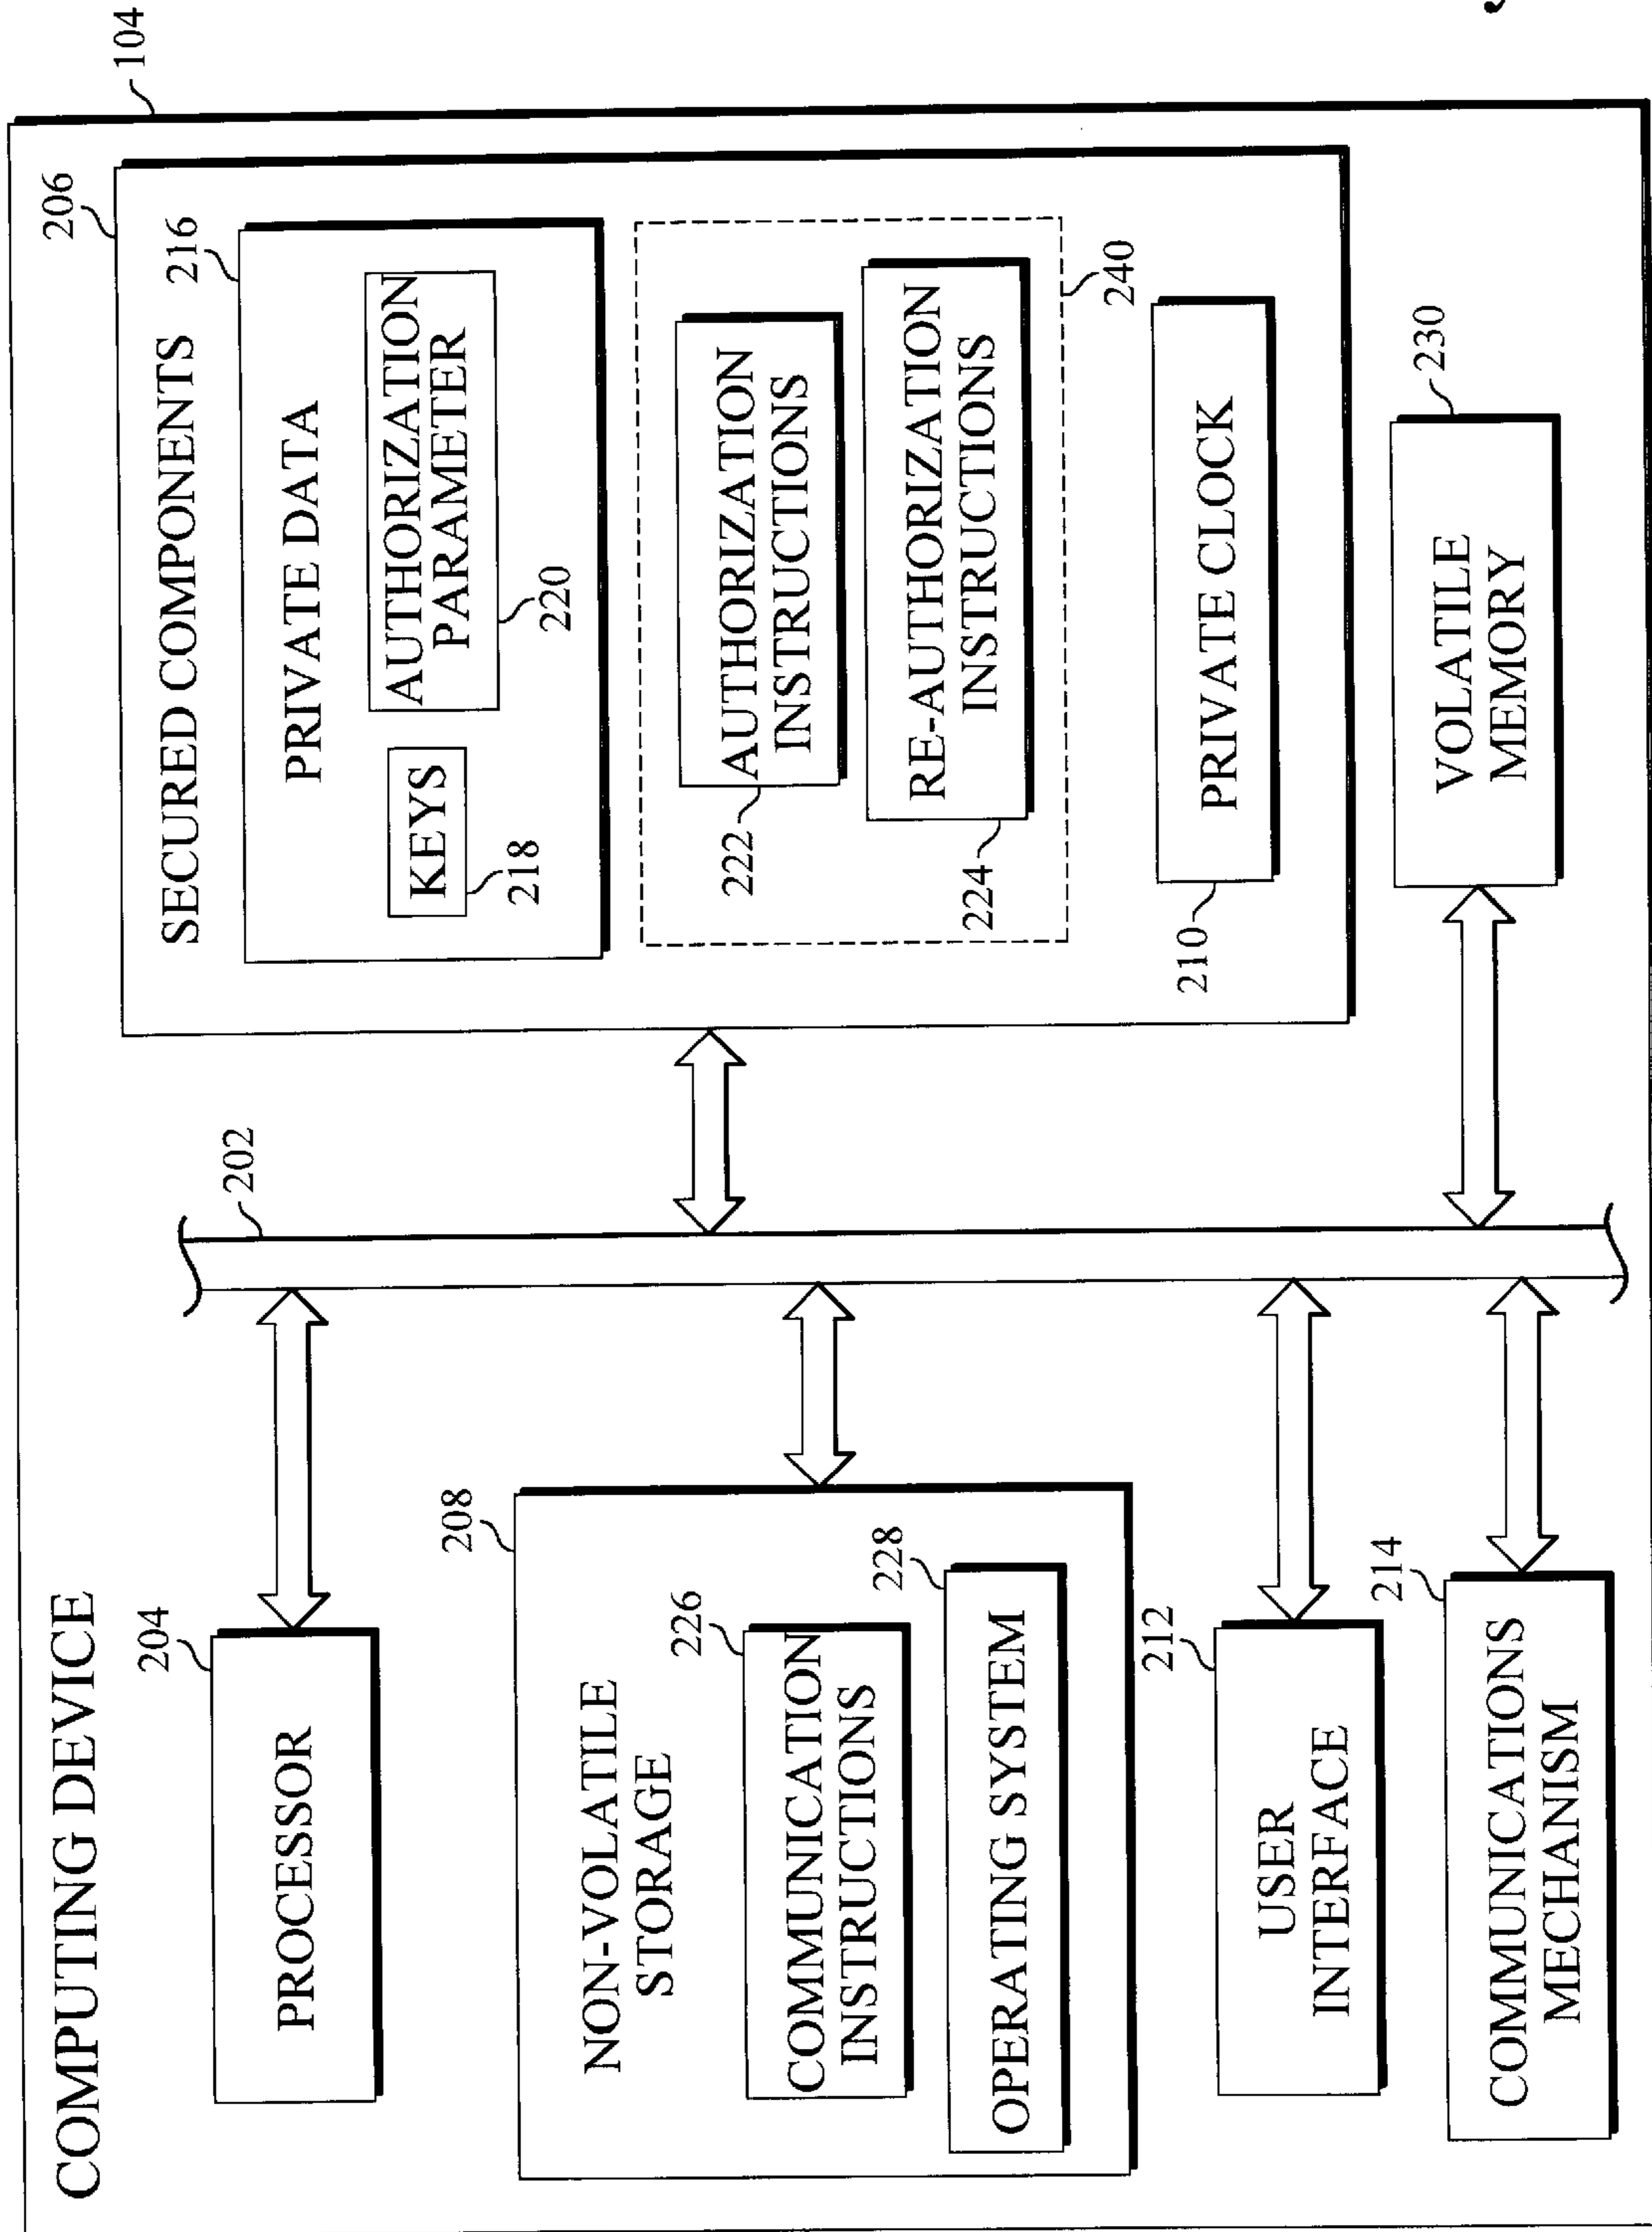 COMPUTING DEVICE
104
204
PROCESSOR
208
NON-VOLATILE
STORAGE
226
COMMUNICATION
INSTRUCTIONS
228
OPERATING SYSTEM
212
USER
INTERFACE
214
COMMUNICATIONS
MECHANISM
202
206
SECURED COMPONENTS
216
PRIVATE DATA
KEYS
218
AUTHORIZATION
PARAMETER
220
222
AUTHORIZATION
INSTRUCTIONS
224
RE-AUTHORIZATION
INSTRUCTIONS
240
210
PRIVATE CLOCK
230
VOLATILE
MEMORY